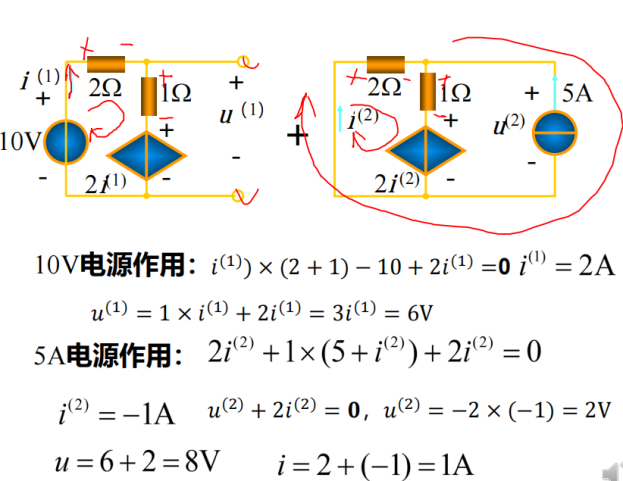 i (1) 2Ω 1Ω + u (1) - 10V + - 2i(1) + -
+
i(2) 2Ω 1Ω + u(2) - 5A 2i(2) + -
10V电源作用：i⁽¹⁾) × (2 + 1) − 10 + 2i⁽¹⁾ =0 i⁽¹⁾ = 2A
u⁽¹⁾ = 1 × i⁽¹⁾ + 2i⁽¹⁾ = 3i⁽¹⁾ = 6V
5A电源作用： 2i⁽²⁾ +1×(5+i⁽²⁾)+2i⁽²⁾ = 0
i⁽²⁾ = −1A u⁽²⁾ + 2i⁽²⁾ = 0，u⁽²⁾ = −2 × (−1) = 2V
u = 6+2 = 8V i = 2+(−1) = 1A